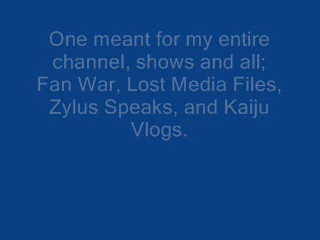 One meant for my entire
channel, shows and all;
Fan War, Lost Media Files,
Zylus Speaks, and Kaiju
Vlogs.